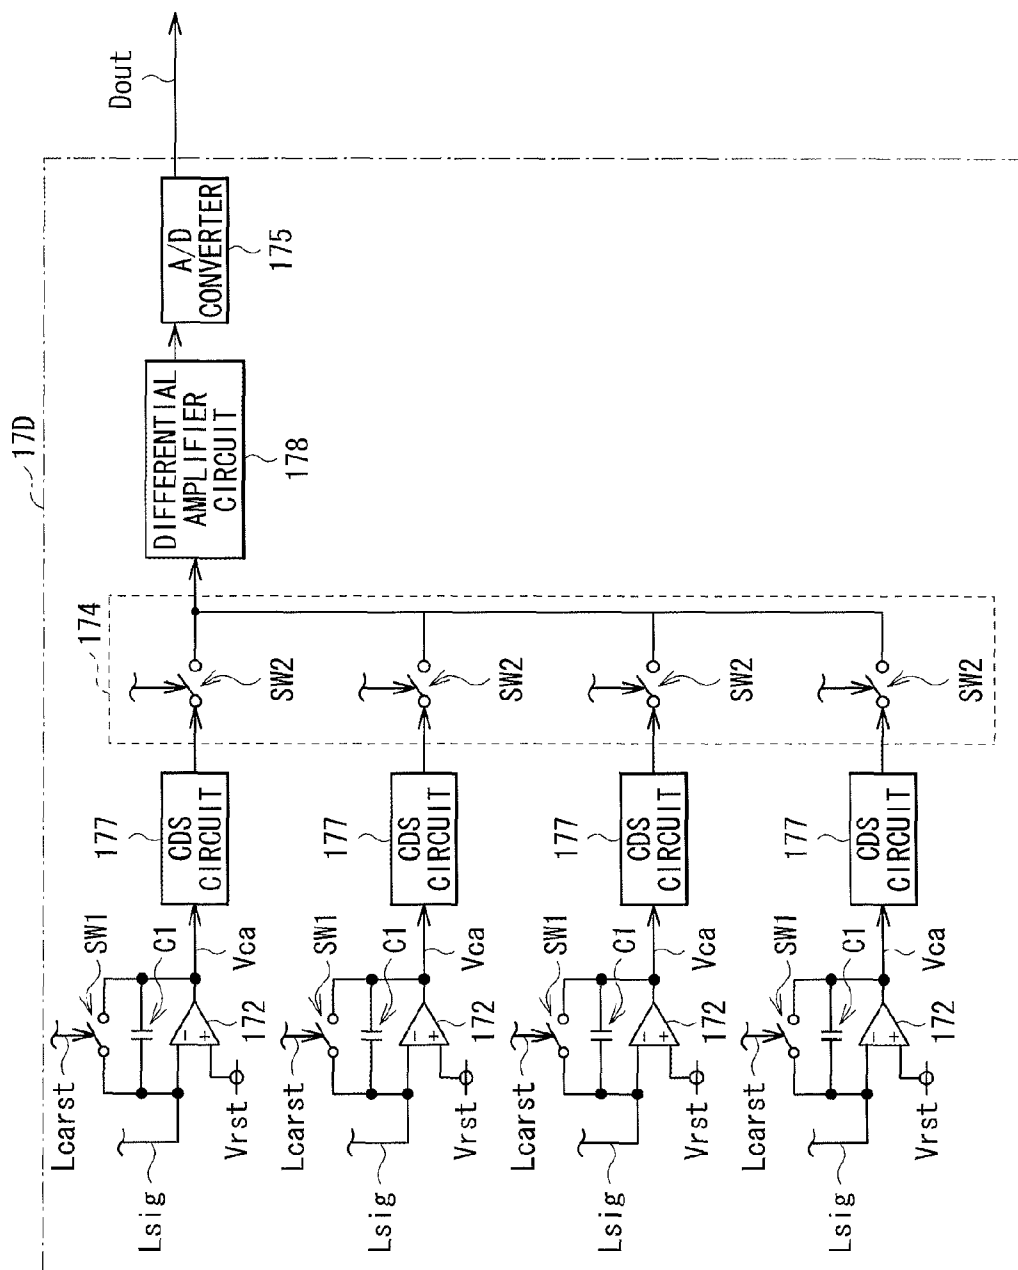 17D
Dout
A/D
CONVERTER
175
DIFFERENTIAL
AMPLIFIER
CIRCUIT
178
174
SW2
SW2
SW2
SW2
177
CDS
CIRCUIT
177
CDS
CIRCUIT
177
CDS
CIRCUIT
177
CDS
CIRCUIT
Lcarst
SW1
C1
Vca
-
+
172
Vrst
Lsig
Lcarst
SW1
C1
Vca
-
+
172
Vrst
Lsig
Lcarst
SW1
C1
Vca
-
+
172
Vrst
Lsig
Lcarst
SW1
C1
Vca
-
+
172
Vrst
Lsig